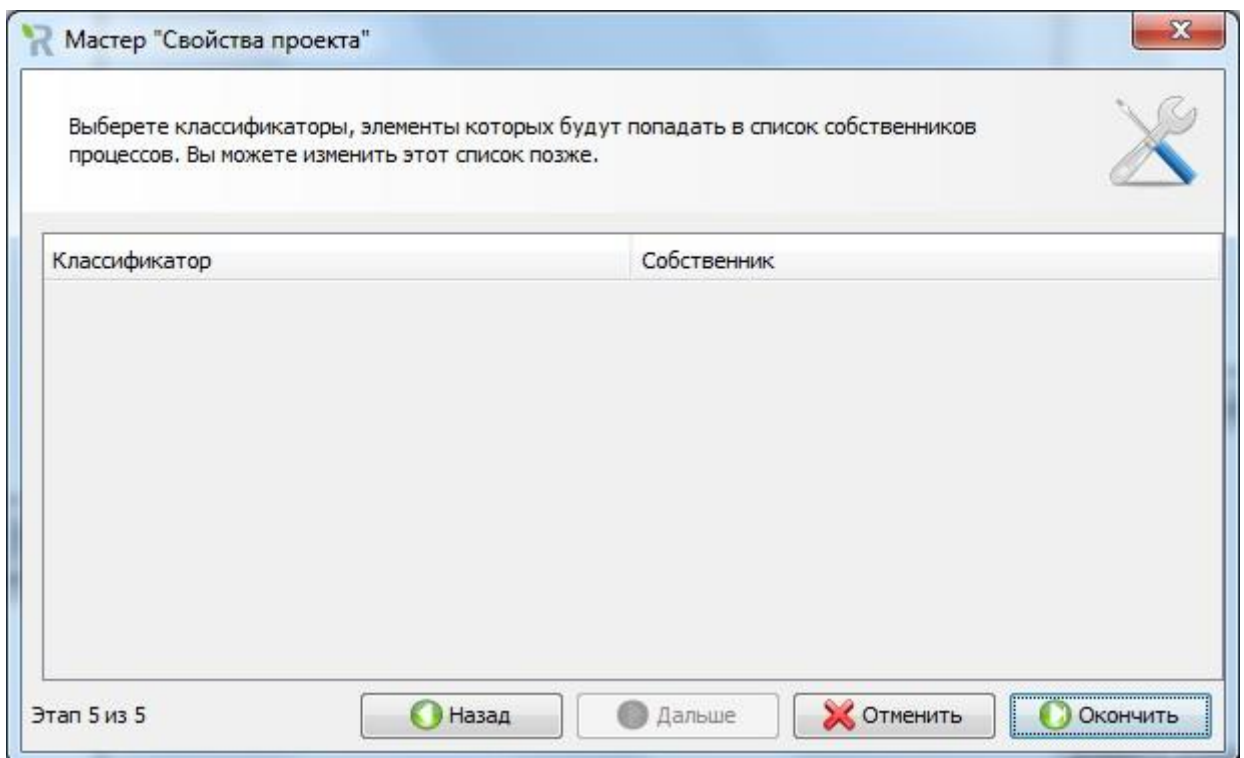 Мастер "Свойства проекта"
Выберете классификаторы, элементы которых будут попадать в список собственников
процессов. Вы можете изменить этот список позже.
Классификатор Собственник
Этап 5 из 5 Назад Дальше Отменить Окончить